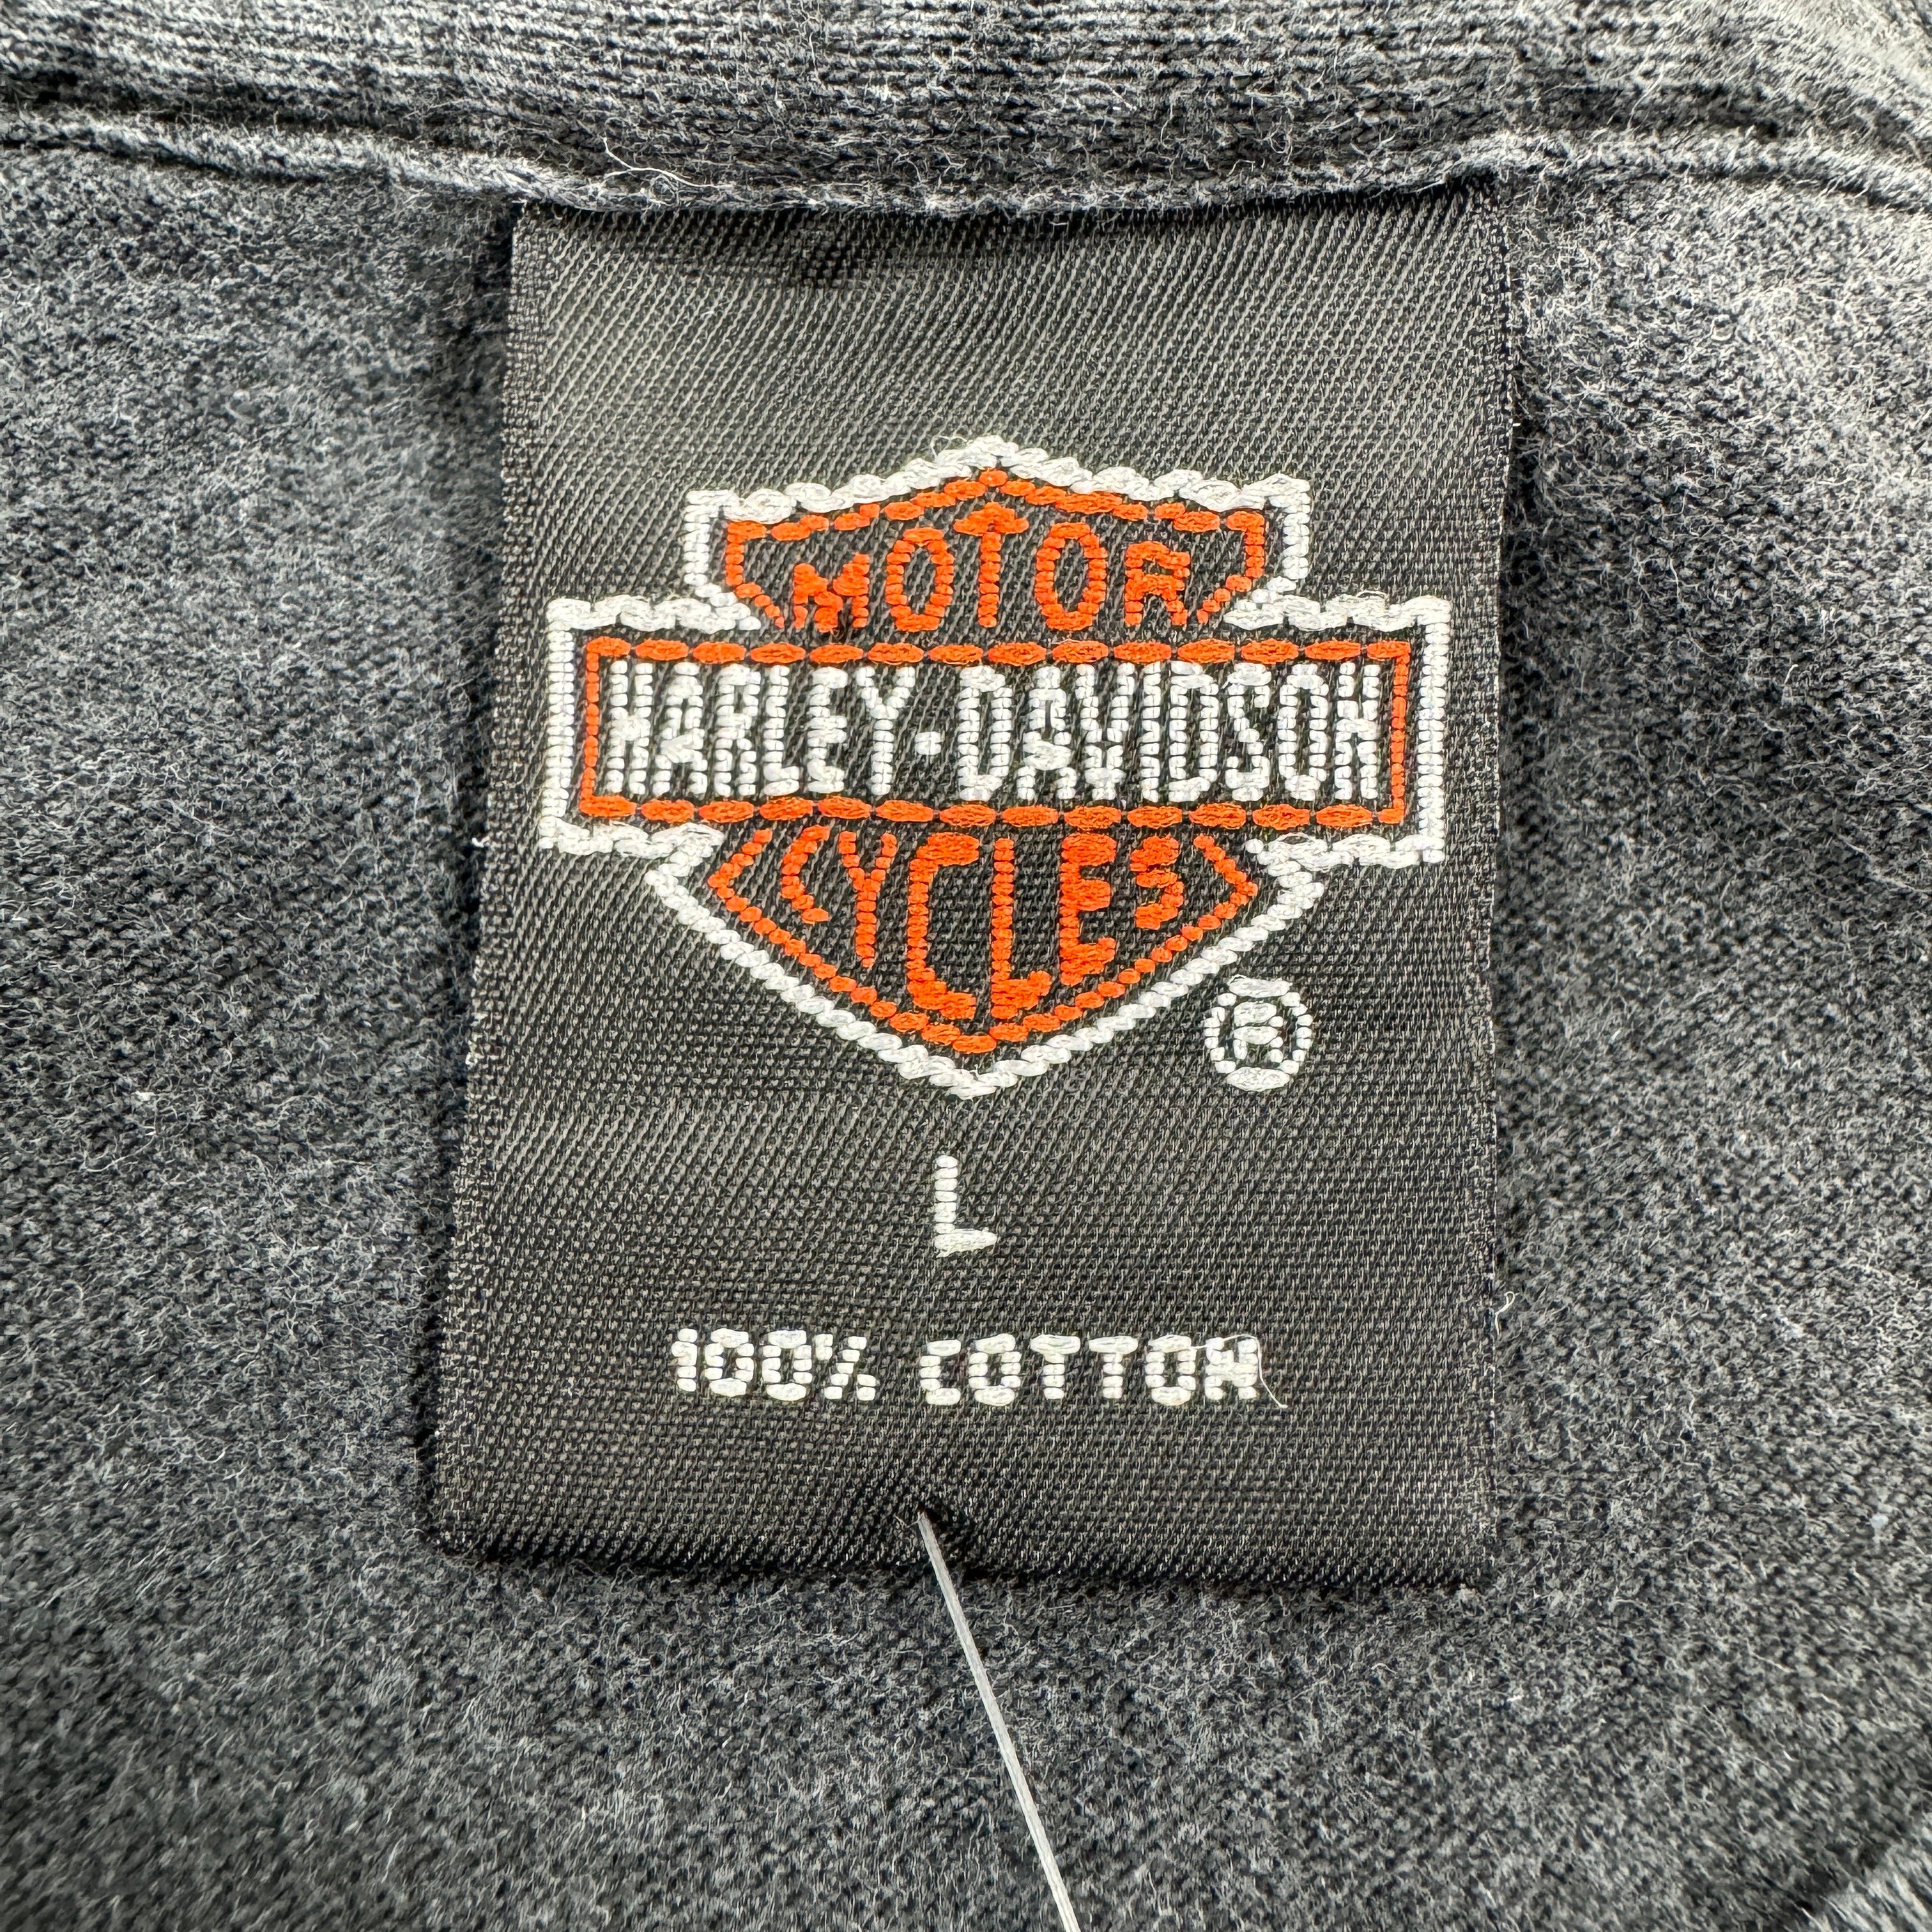 MOTOR
HARLEY-DAVIDSON
CYCLES
®
L
100% COTTON